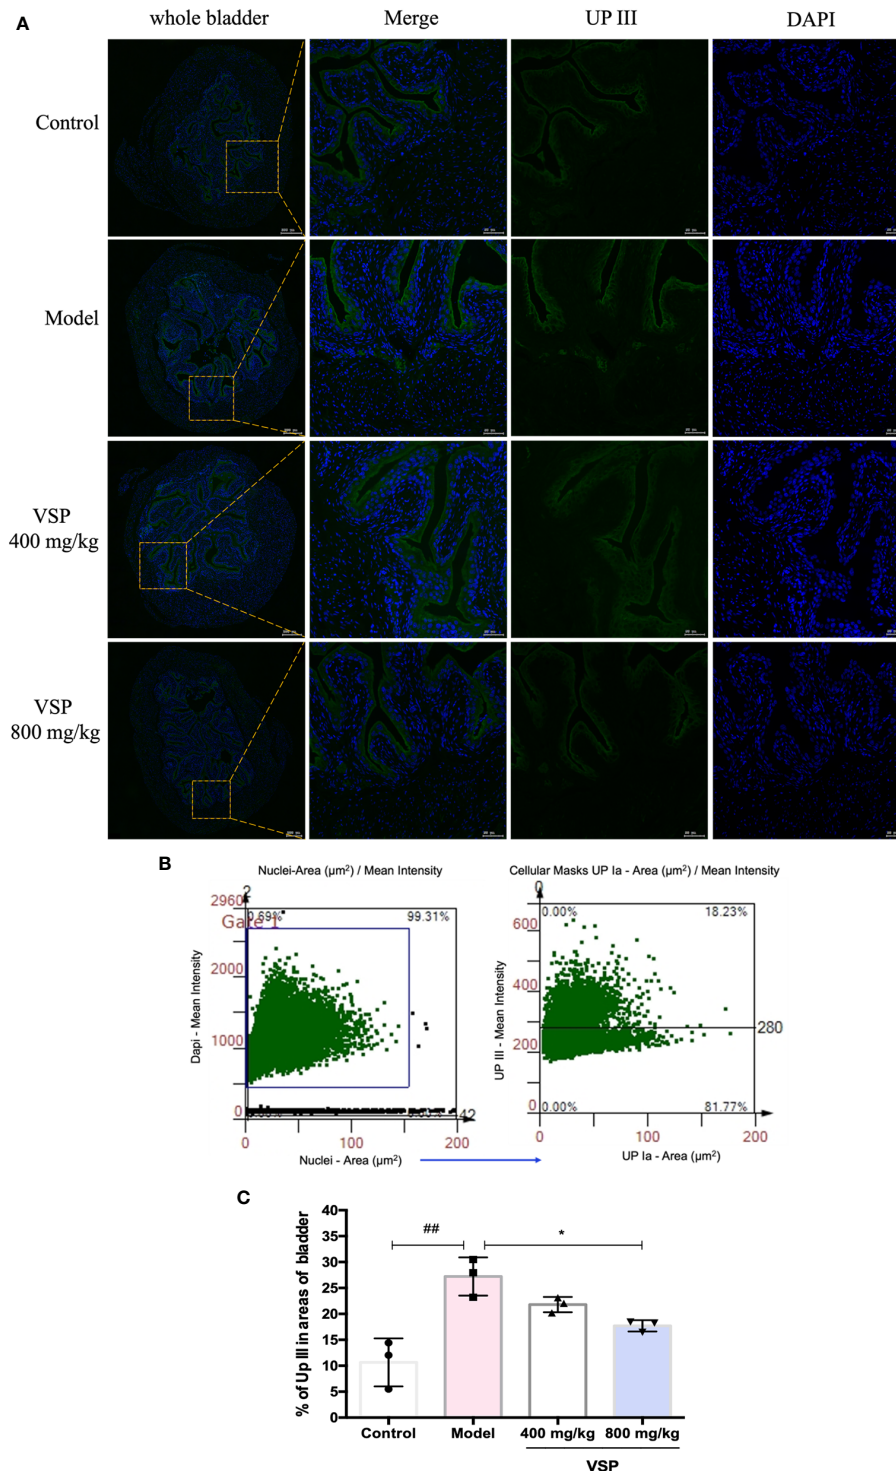 A
whole bladder Merge UP III DAPI
Control
Model
VSP
400 mg/kg
VSP
800 mg/kg
B
Nuclei-Area (µm²) / Mean Intensity
2
2960
0.69% 99.31%
Gate 1
Dapi - Mean Intensity
2000
1000
0
42
0 100 200
Nuclei - Area (µm²)
Cellular Masks UP Ia - Area (µm²) / Mean Intensity
0
0.00% 18.23%
UP III - Mean Intensity
600
400
280
200
0
0.00% 81.77%
0 100 200
UP Ia - Area (µm²)
C
% of Up III in areas of bladder
40
35
30
25
20
15
10
5
0
## *
Control Model 400 mg/kg 800 mg/kg
VSP